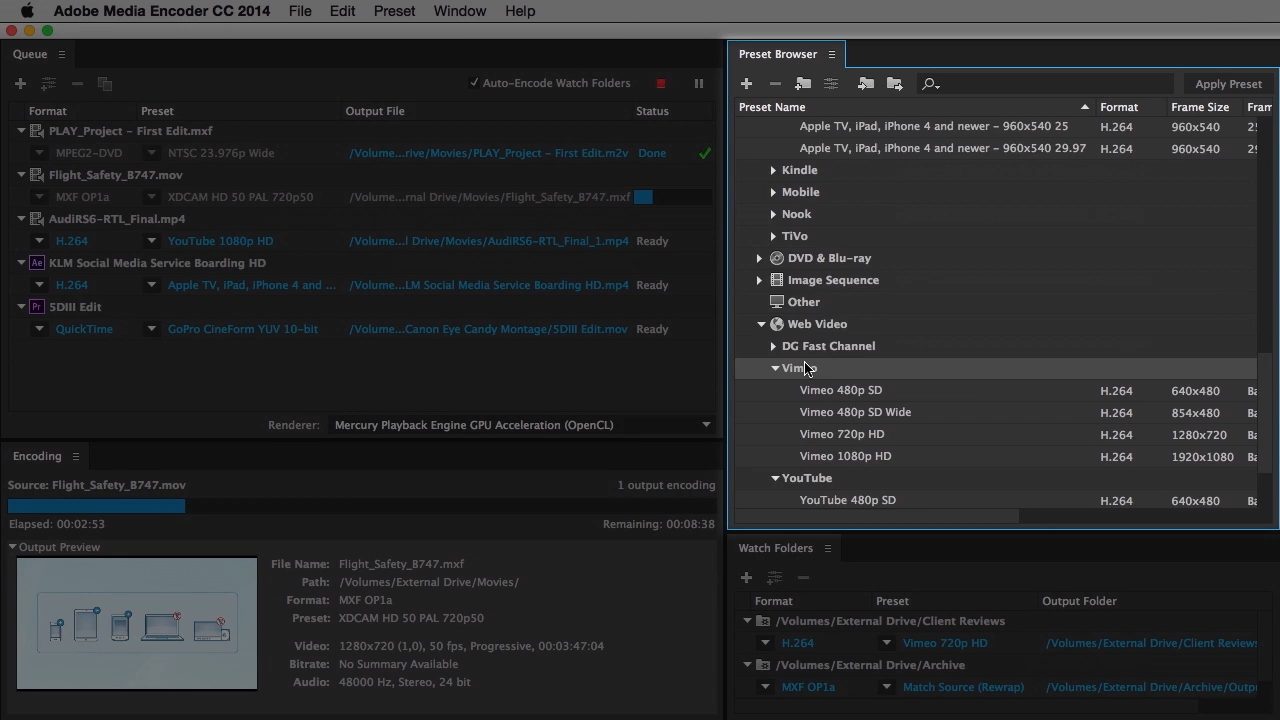 Adobe Media Encoder CC 2014 File Edit Preset Window Help
Queue
Auto-Encode Watch Folders
Format Preset Output File Status
PLAY_Project – First Edit.mxf
MPEG2-DVD NTSC 23.976p Wide /Volume...rive/Movies/PLAY_Project – First Edit.m2v Done
Flight_Safety_B747.mov
MXF OP1a XDCAM HD 50 PAL 720p50 /Volume...rnal Drive/Movies/Flight_Safety_B747.mxf
AudiRS6-RTL_Final.mp4
H.264 YouTube 1080p HD /Volume...l Drive/Movies/AudiRS6-RTL_Final_1.mp4 Ready
Ae KLM Social Media Service Boarding HD
H.264 Apple TV, iPad, iPhone 4 and ... /Volume...LM Social Media Service Boarding HD.mp4 Ready
Pr 5DIII Edit
QuickTime GoPro CineForm YUV 10-bit /Volume...Canon Eye Candy Montage/5DIII Edit.mov Ready
Renderer: Mercury Playback Engine GPU Acceleration (OpenCL)
Encoding
Source: Flight_Safety_B747.mov 1 output encoding
Elapsed: 00:02:53 Remaining: 00:08:38
Output Preview
File Name: Flight_Safety_B747.mxf
Path: /Volumes/External Drive/Movies/
Format: MXF OP1a
Preset: XDCAM HD 50 PAL 720p50
Video: 1280x720 (1,0), 50 fps, Progressive, 00:03:47:04
Bitrate: No Summary Available
Audio: 48000 Hz, Stereo, 24 bit
Preset Browser
Apply Preset
Preset Name Format Frame Size Fram
Apple TV, iPad, iPhone 4 and newer – 960x540 25 H.264 960x540 25
Apple TV, iPad, iPhone 4 and newer – 960x540 29.97 H.264 960x540 29
Kindle
Mobile
Nook
TiVo
DVD & Blu-ray
Image Sequence
Other
Web Video
DG Fast Channel
Vimeo
Vimeo 480p SD H.264 640x480 Ba
Vimeo 480p SD Wide H.264 854x480 Ba
Vimeo 720p HD H.264 1280x720 Ba
Vimeo 1080p HD H.264 1920x1080 Ba
YouTube
YouTube 480p SD H.264 640x480 Ba
Watch Folders
Format Preset Output Folder
/Volumes/External Drive/Client Reviews
H.264 Vimeo 720p HD /Volumes/External Drive/Client Reviews
/Volumes/External Drive/Archive
MXF OP1a Match Source (Rewrap) /Volumes/External Drive/Archive/Outp